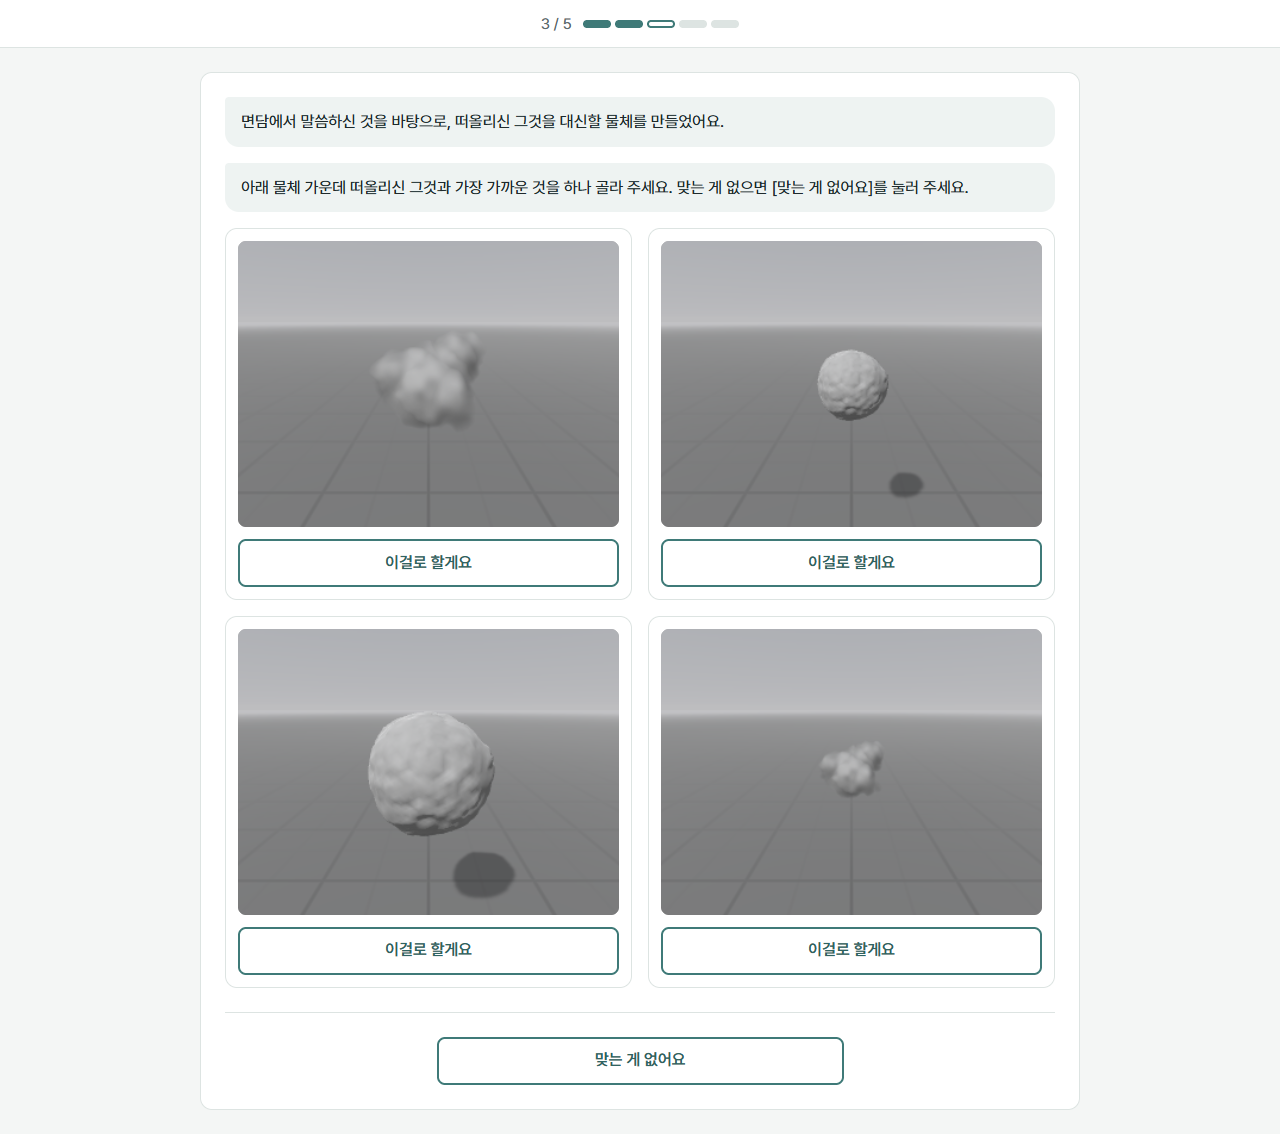 3 / 5
면담에서 말씀하신 것을 바탕으로, 떠올리신 그것을 대신할 물체를 만들었어요.
아래 물체 가운데 떠올리신 그것과 가장 가까운 것을 하나 골라 주세요. 맞는 게 없으면 [맞는 게 없어요]를 눌러 주세요.
이걸로 할게요
이걸로 할게요
이걸로 할게요
이걸로 할게요
맞는 게 없어요